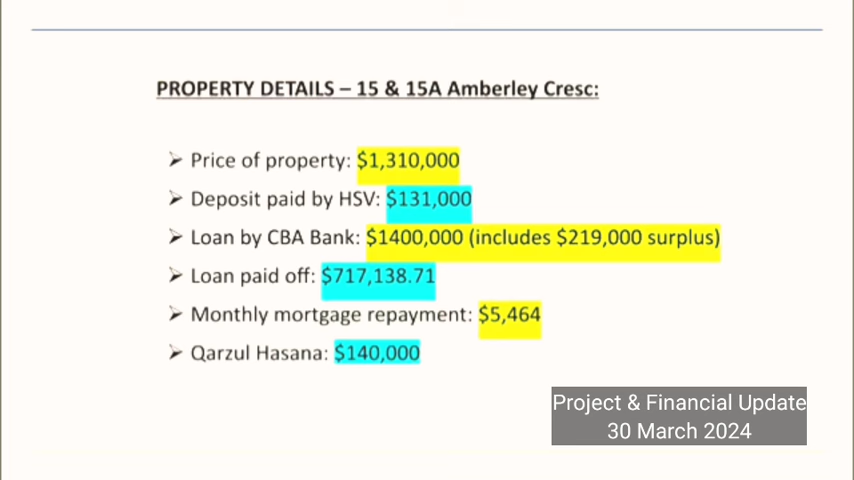 PROPERTY DETAILS – 15 & 15A Amberley Cresc:
➢ Price of property: $1,310,000
➢ Deposit paid by HSV: $131,000
➢ Loan by CBA Bank: $1400,000 (includes $219,000 surplus)
➢ Loan paid off: $717,138.71
➢ Monthly mortgage repayment: $5,464
➢ Qarzul Hasana: $140,000
Project & Financial Update
30 March 2024